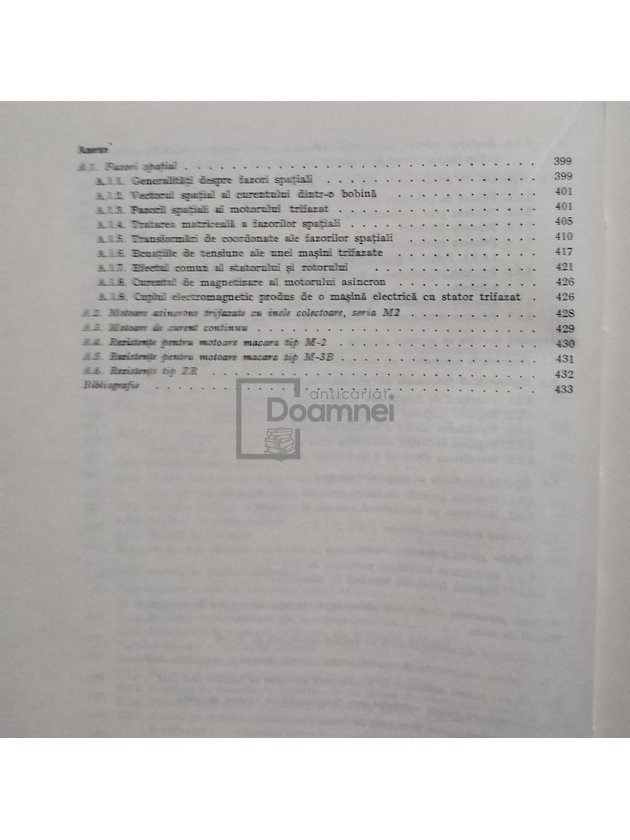 Anexe
A.1. Fazori spațiali . . . . . . . . . . . . . . . . . . . . . . . . 399
A.1.1. Generalități despre fazori spațiali . . . . . . . . . . . . . . 399
A.1.2. Vectorul spațial al curentului dintr-o bobină . . . . . . . . . 401
A.1.3. Fazorii spațiali ai motorului trifazat . . . . . . . . . . . . . 401
A.1.4. Tratarea matriceală a fazorilor spațiali . . . . . . . . . . . . 405
A.1.5. Transformări de coordonate ale fazorilor spațiali . . . . . . . . 410
A.1.6. Ecuațiile de tensiune ale unei mașini trifazate . . . . . . . . . 417
A.1.7. Efectul comun al statorului și rotorului . . . . . . . . . . . . 421
A.1.8. Curentul de magnetizare al motorului asincron . . . . . . . . . 426
A.1.9. Cuplul electromagnetic produs de o mașină electrică cu stator trifazat . 426
A.2. Motoare asincrone trifazate cu inele colectoare, seria M2 . . . . . . 428
A.3. Motoare de curent continuu . . . . . . . . . . . . . . . . . . . 429
A.4. Rezistențe pentru motoare macara tip M-2 . . . . . . . . . . . . . 430
A.5. Rezistențe pentru motoare macara tip M-3B . . . . . . . . . . . . 431
A.6. Rezistențe tip ZR . . . . . . . . . . . . . . . . . . . . . . . 432
Bibliografie . . . . . . . . . . . . . . . . . . . . . . . . . . . 433
anticariat
Doamnei